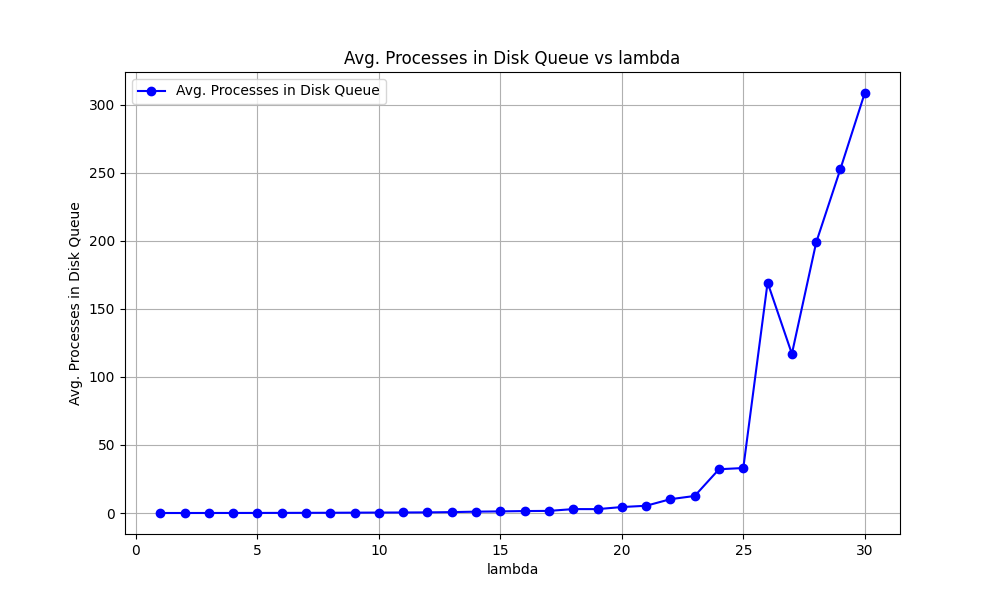 Avg. Processes in Disk Queue vs lambda
Avg. Processes in Disk Queue
Avg. Processes in Disk Queue
300
250
200
150
100
50
0
0 5 10 15 20 25 30
lambda